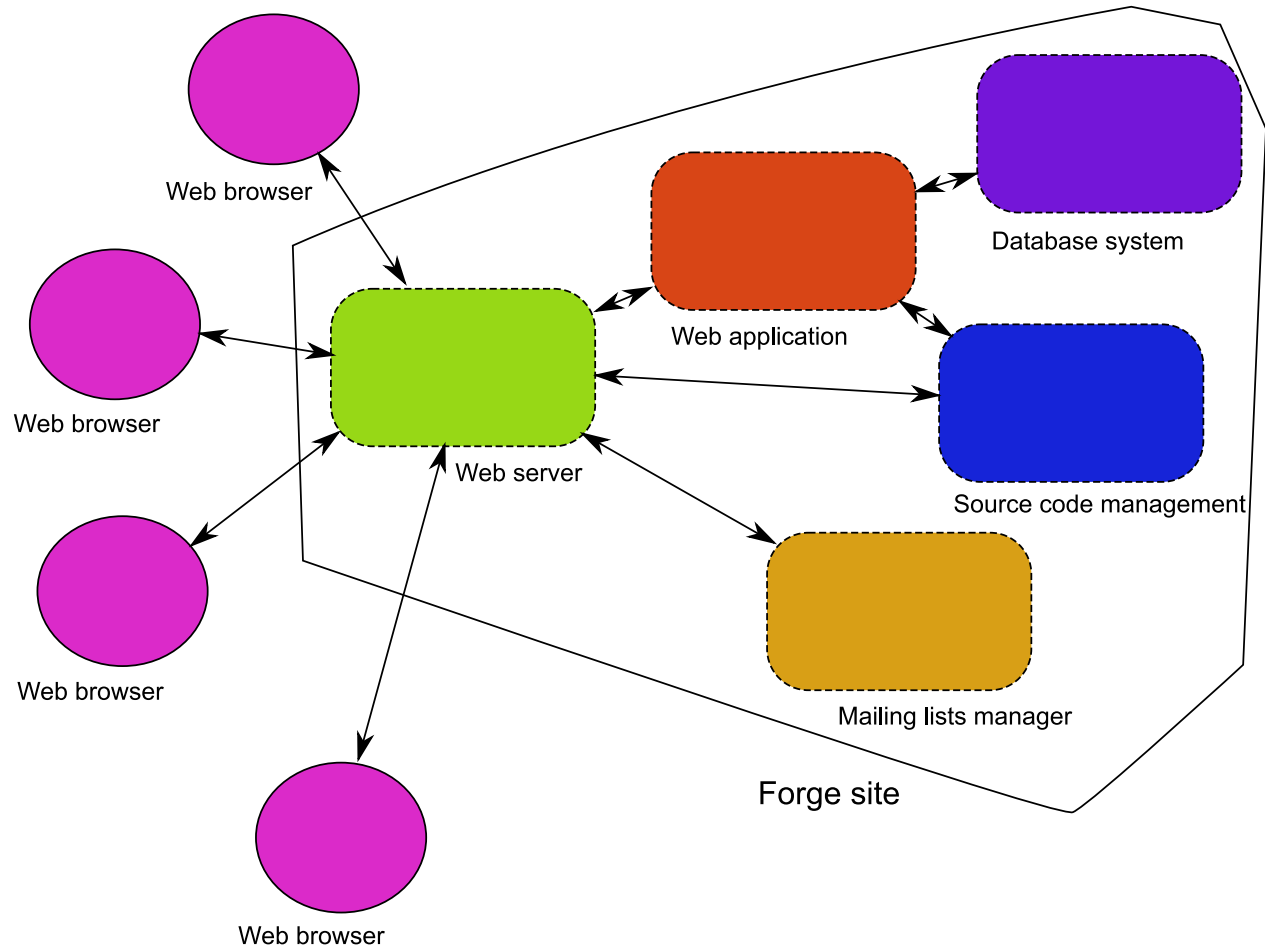 Web browser
Database system
Web application
Web browser
Web server
Source code management
Web browser
Mailing lists manager
Forge site
Web browser